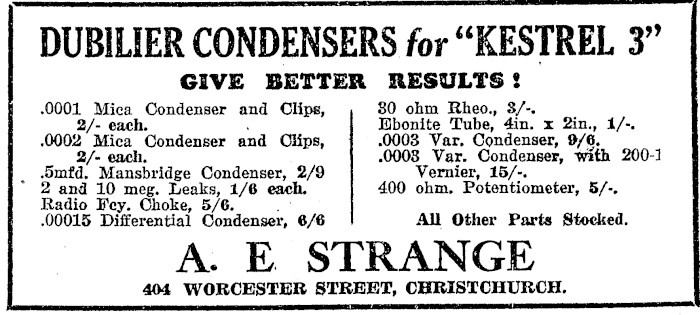 DUBILIER CONDENSERS for "KESTREL 3"
GIVE BETTER RESULTS!
.0001 Mica Condenser and Clips,
2/- each.
.0002 Mica Condenser and Clips,
2/- each.
.5mfd. Mansbridge Condenser, 2/9
2 and 10 meg. Leaks, 1/6 each.
Radio Fcy. Choke, 5/6.
.00015 Differential Condenser, 6/6
30 ohm Rheo., 3/-.
Ebonite Tube, 4in. x 2in., 1/-.
.0003 Var. Condenser, 9/6.
.0003 Var. Condenser, with 200-1
Vernier, 15/-.
400 ohm. Potentiometer, 5/-.
All Other Parts Stocked.
A. E STRANGE
404 WORCESTER STREET, CHRISTCHURCH.